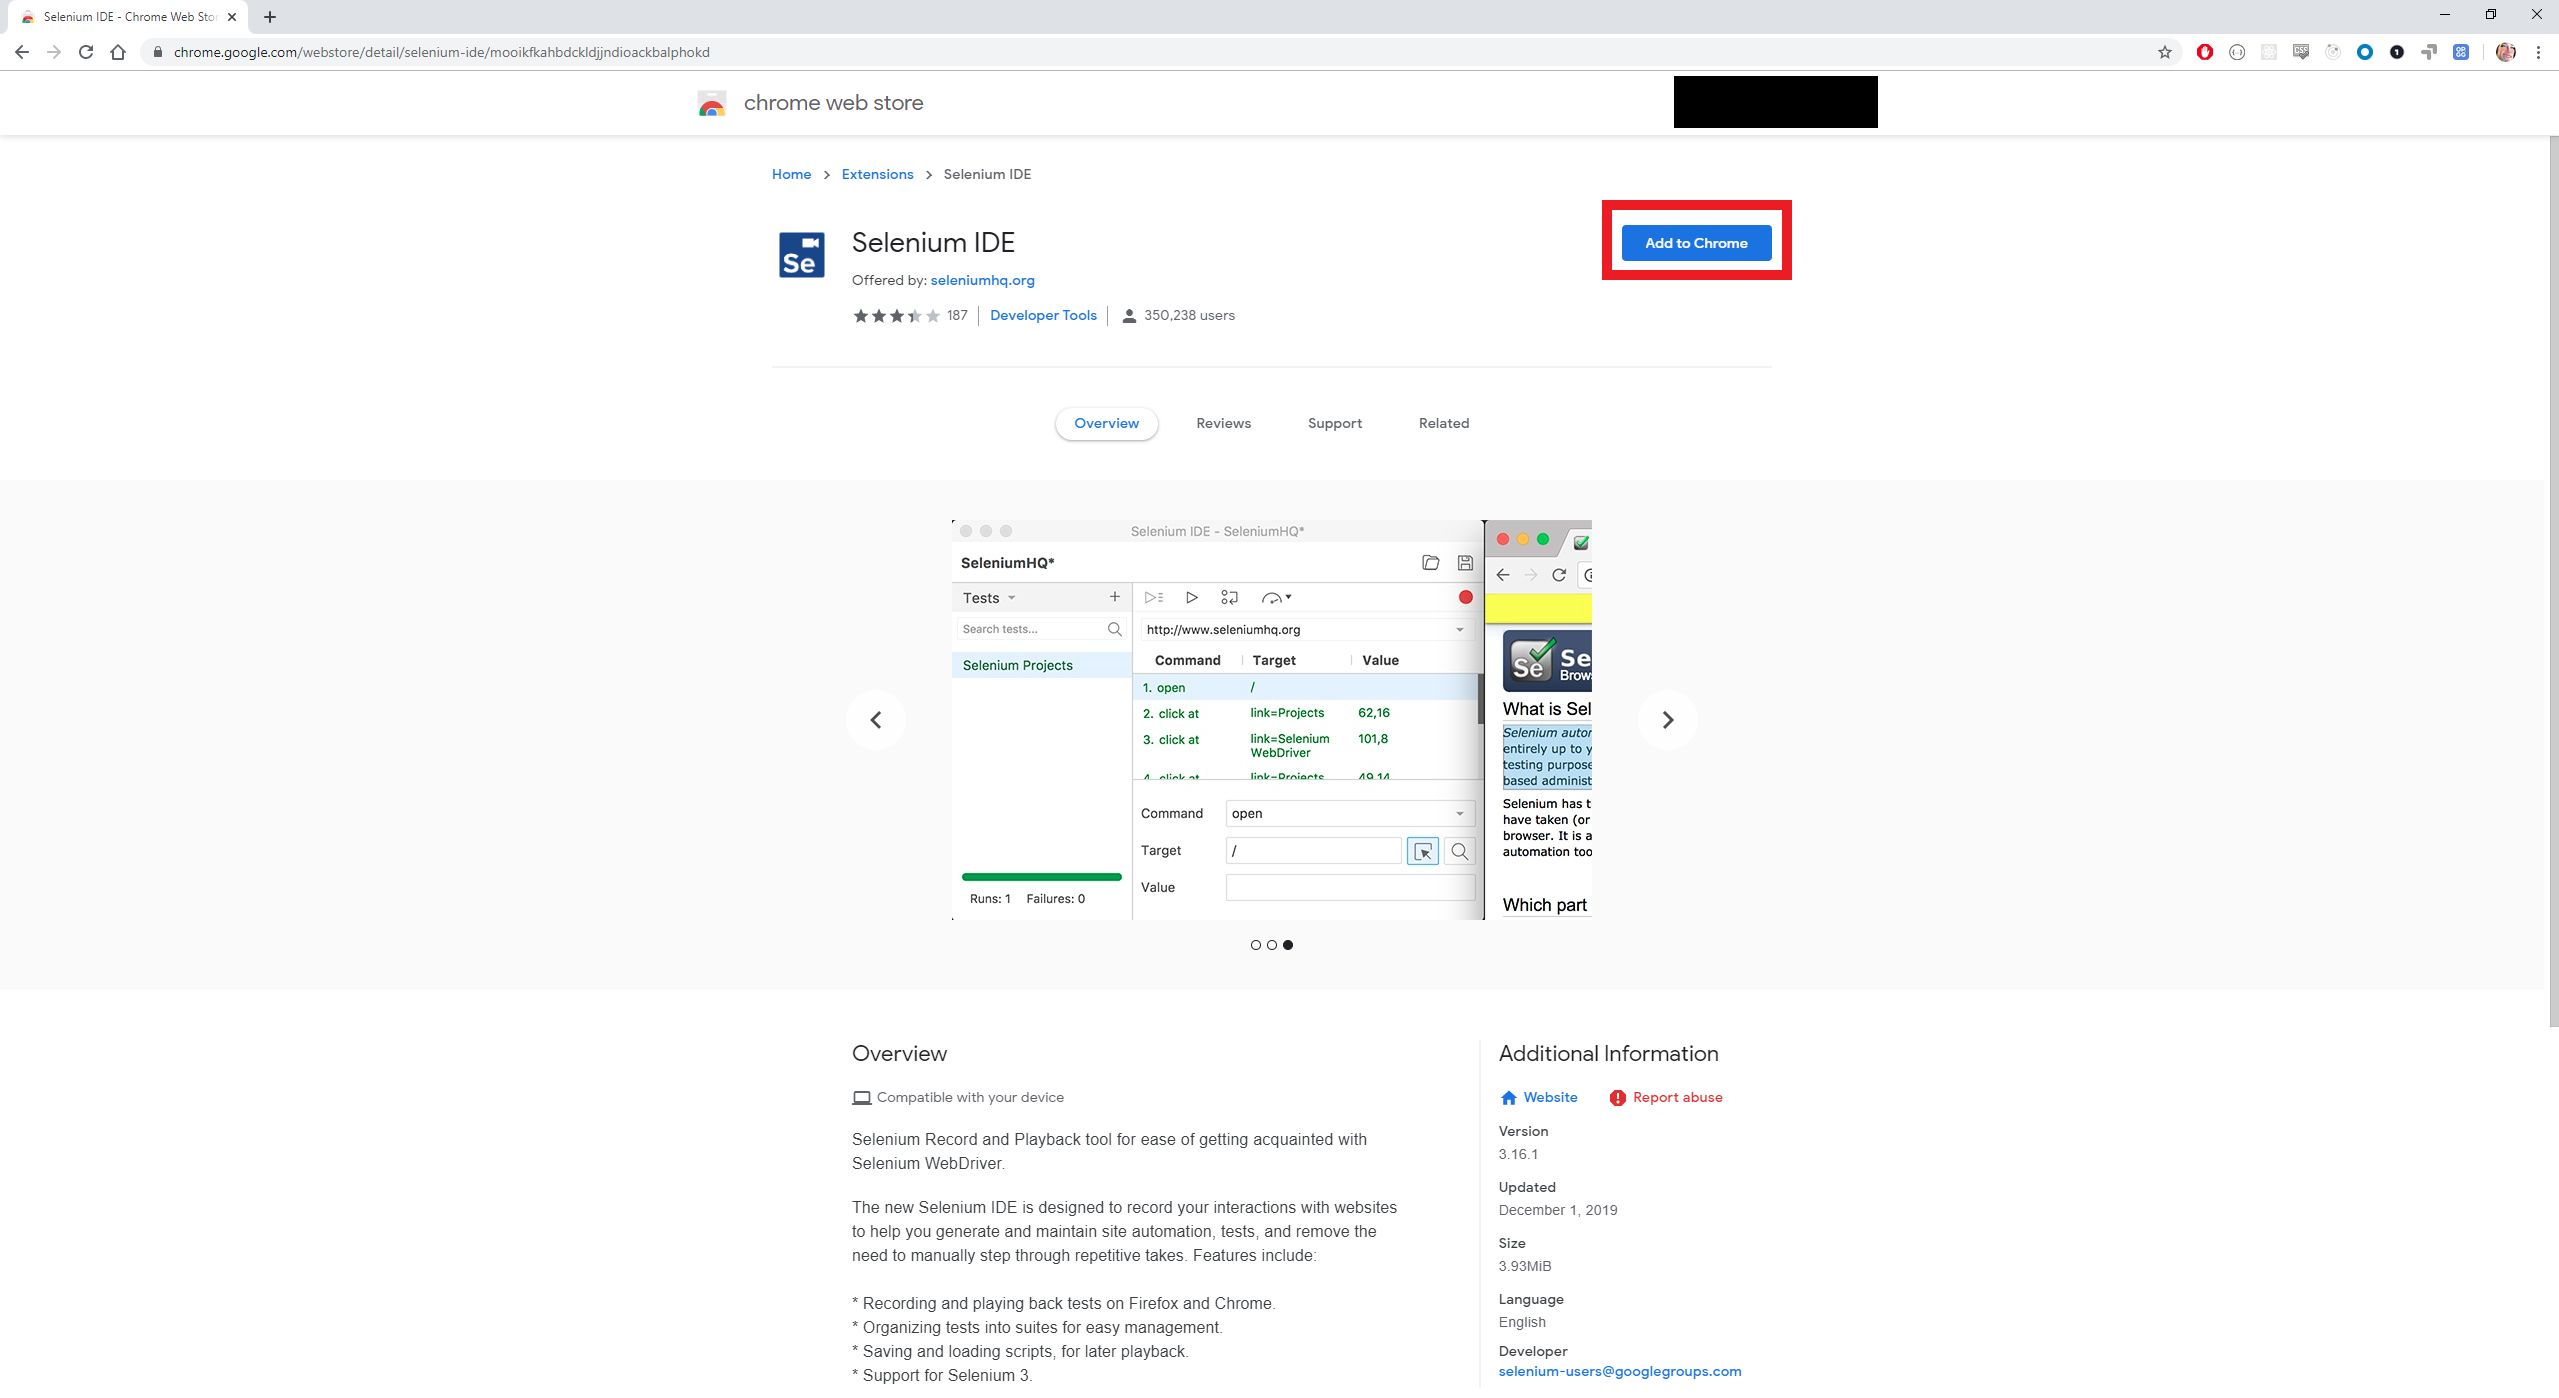 Selenium IDE - Chrome Web Stor
chrome.google.com/webstore/detail/selenium-ide/mooikfkahbdckldjjndioackbalphokd
chrome web store
Home > Extensions > Selenium IDE
Se
Selenium IDE
Add to Chrome
Offered by: seleniumhq.org
187 Developer Tools 350,238 users
Overview Reviews Support Related
Selenium IDE - SeleniumHQ*
SeleniumHQ*
Tests
Search tests...
Selenium Projects
Runs: 1 Failures: 0
http://www.seleniumhq.org
Command Target Value
1. open /
2. click at link=Projects 62,16
3. click at link=Selenium WebDriver 101,8
4. click at link=Projects 49,14
Command open
Target /
Value
Se Se
Brow
What is Sel
Selenium autor
entirely up to y
testing purpose
based administ
Selenium has t
have taken (or
browser. It is a
automation too
Which part
Overview
Compatible with your device
Selenium Record and Playback tool for ease of getting acquainted with
Selenium WebDriver.
The new Selenium IDE is designed to record your interactions with websites
to help you generate and maintain site automation, tests, and remove the
need to manually step through repetitive takes. Features include:
* Recording and playing back tests on Firefox and Chrome.
* Organizing tests into suites for easy management.
* Saving and loading scripts, for later playback.
* Support for Selenium 3.
Additional Information
Website Report abuse
Version
3.16.1
Updated
December 1, 2019
Size
3.93MiB
Language
English
Developer
selenium-users@googlegroups.com